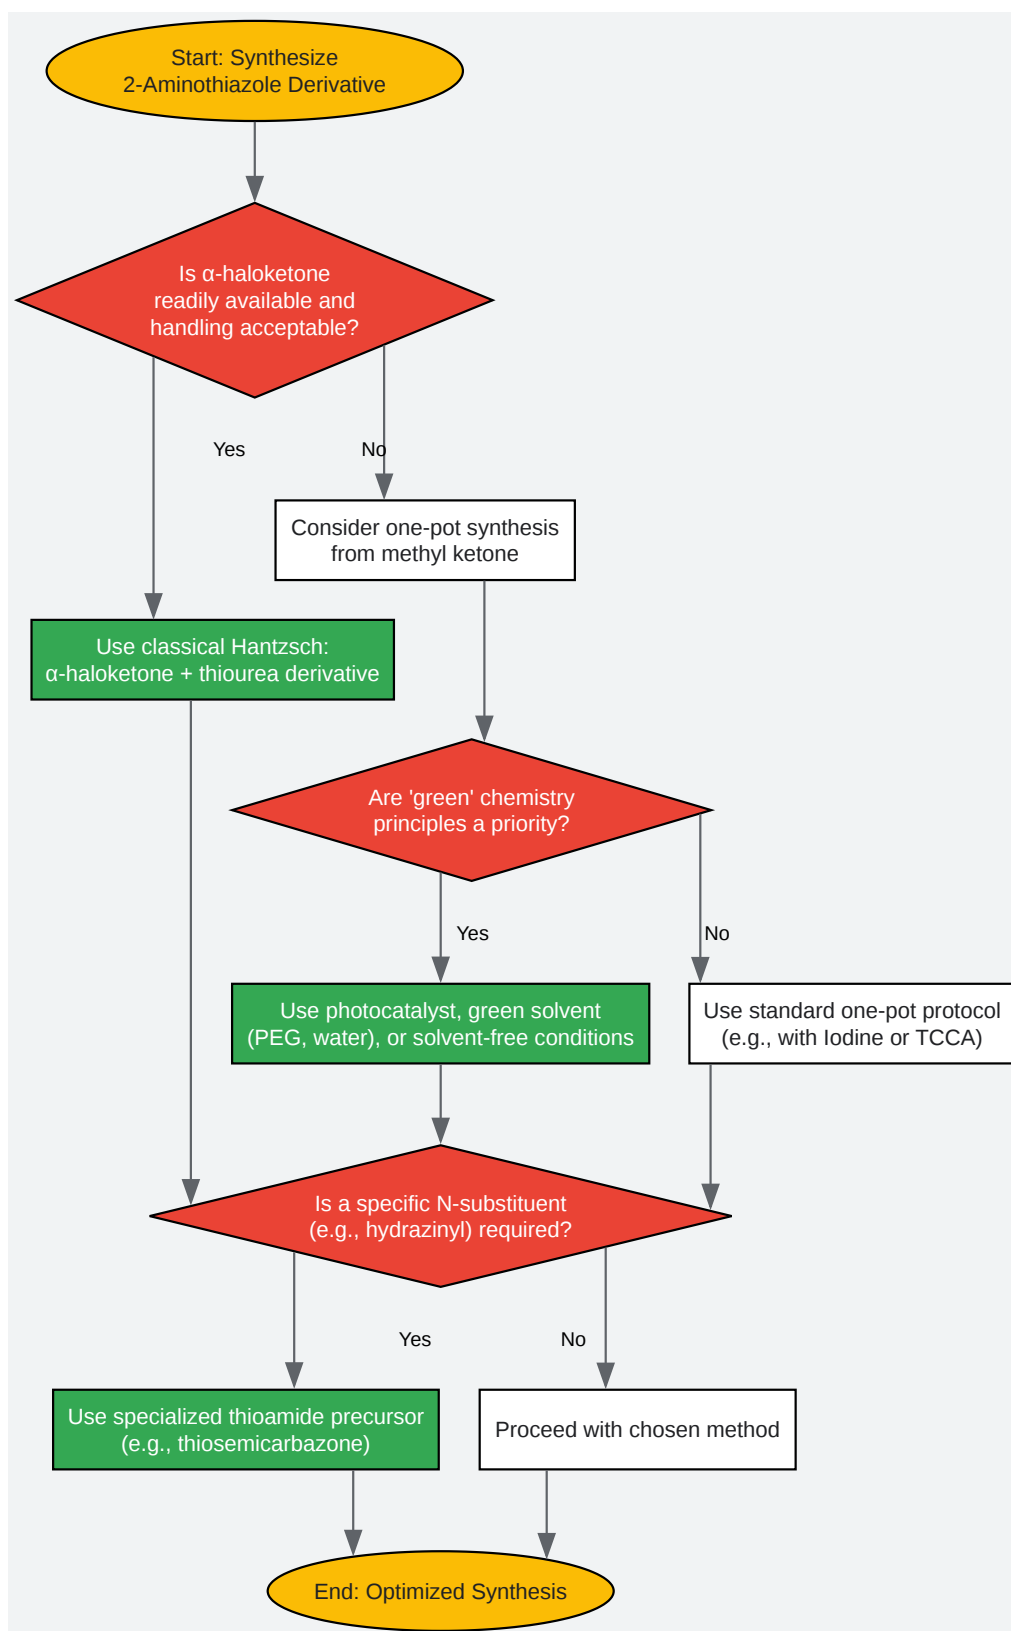 Start: Synthesize
2-Aminothiazole Derivative
Is α-haloketone
readily available and
handling acceptable?
Yes
No
Consider one-pot synthesis
from methyl ketone
Use classical Hantzsch:
α-haloketone + thiourea derivative
Are 'green' chemistry
principles a priority?
Yes
No
Use photocatalyst, green solvent
(PEG, water), or solvent-free conditions
Use standard one-pot protocol
(e.g., with Iodine or TCCA)
Is a specific N-substituent
(e.g., hydrazinyl) required?
Yes
No
Use specialized thioamide precursor
(e.g., thiosemicarbazone)
Proceed with chosen method
End: Optimized Synthesis